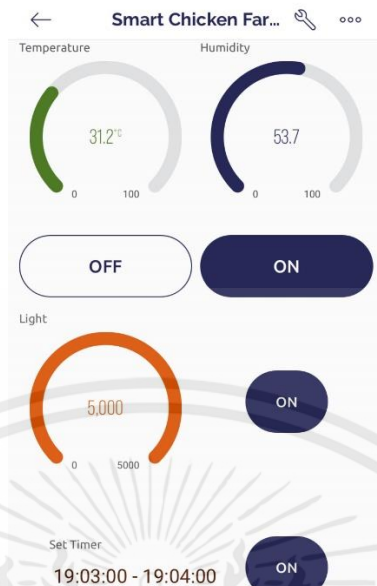 Smart Chicken Far...
Temperature
Humidity
31.2°C
53.7
0
100
0
100
OFF
ON
Light
5,000
ON
0
5000
Set Timer
19:03:00 - 19:04:00
ON